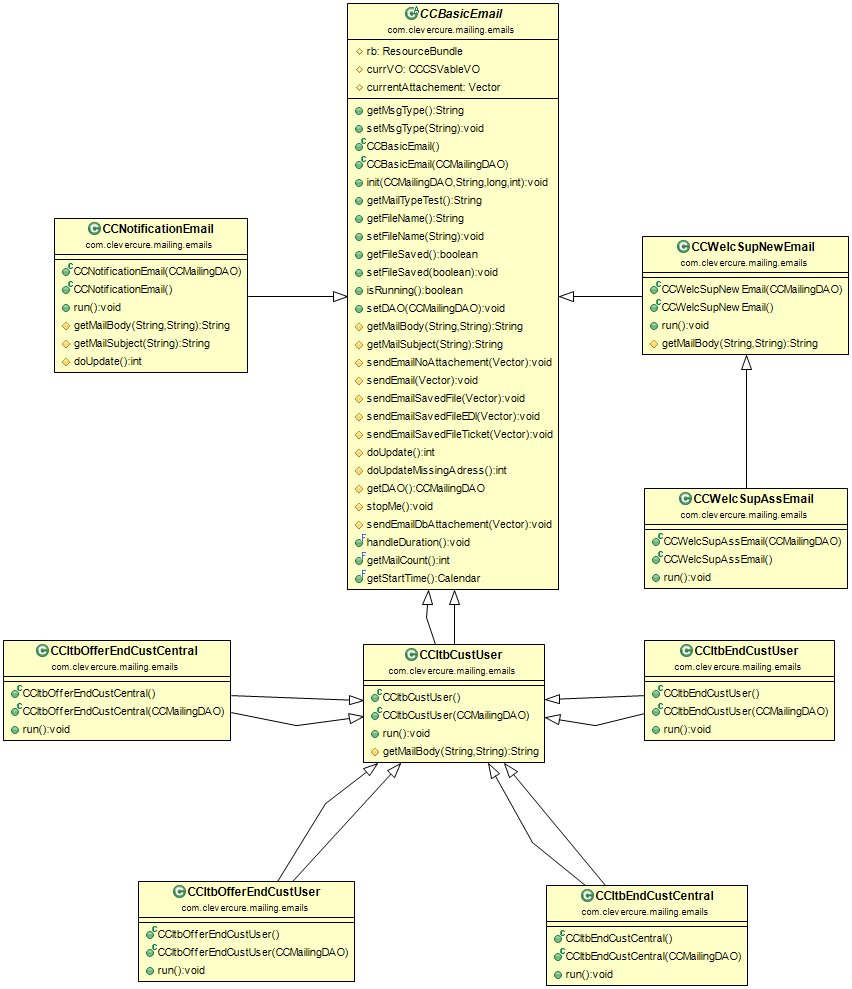 CCBasicEmail
com.clevercure.mailing.emails
rb: ResourceBundle
currVO: CCCSVableVO
currentAttachement: Vector
getMsgType():String
setMsgType(String):void
CCBasicEmail()
CCBasicEmail(CCMailingDAO)
init(CCMailingDAO,String,long,int):void
getMailTypeTest():String
getFileName():String
setFileName(String):void
getFileSaved():boolean
setFileSaved(boolean):void
isRunning():boolean
setDAO(CCMailingDAO):void
getMailBody(String,String):String
getMailSubject(String):String
sendEmailNoAttachement(Vector):void
sendEmail(Vector):void
sendEmailSavedFile(Vector):void
sendEmailSavedFileEDI(Vector):void
sendEmailSavedFileTicket(Vector):void
doUpdate():int
doUpdateMissingAdress():int
getDAO():CCMailingDAO
stopMe():void
sendEmailDbAttachement(Vector):void
handleDuration():void
getMailCount():int
getStartTime():Calendar
CCNotificationEmail
com.clevercure.mailing.emails
CCNotificationEmail(CCMailingDAO)
CCNotificationEmail()
run():void
getMailBody(String,String):String
getMailSubject(String):String
doUpdate():int
CCWelcSupNewEmail
com.clevercure.mailing.emails
CCWelcSupNewEmail(CCMailingDAO)
CCWelcSupNewEmail()
run():void
getMailBody(String,String):String
CCWelcSupAssEmail
com.clevercure.mailing.emails
CCWelcSupAssEmail(CCMailingDAO)
CCWelcSupAssEmail()
run():void
CCItbOfferEndCustCentral
com.clevercure.mailing.emails
CCItbOfferEndCustCentral()
CCItbOfferEndCustCentral(CCMailingDAO)
run():void
CCItbCustUser
com.clevercure.mailing.emails
CCItbCustUser()
CCItbCustUser(CCMailingDAO)
run():void
getMailBody(String,String):String
CCItbEndCustUser
com.clevercure.mailing.emails
CCItbEndCustUser()
CCItbEndCustUser(CCMailingDAO)
run():void
CCItbOfferEndCustUser
com.clevercure.mailing.emails
CCItbOfferEndCustUser()
CCItbOfferEndCustUser(CCMailingDAO)
run():void
CCItbEndCustCentral
com.clevercure.mailing.emails
CCItbEndCustCentral()
CCItbEndCustCentral(CCMailingDAO)
run():void